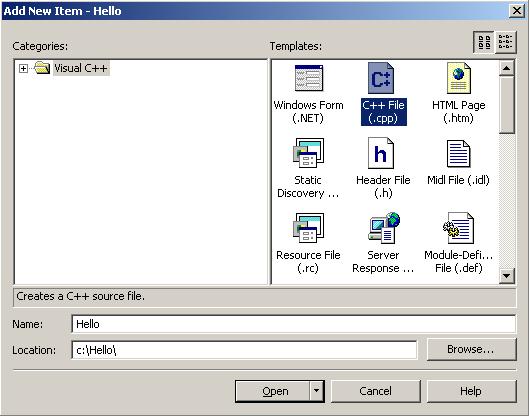 Add New Item - Hello
Categories:
Templates:
Visual C++
Windows Form
(.NET)
C++ File
(.cpp)
HTML Page
(.htm)
Static
Discovery ...
Header File
(.h)
Midl File (.idl)
Resource File
(.rc)
Server
Response ...
Module-Defi...
File (.def)
Creates a C++ source file.
Name:
Hello
Location:
c:\Hello\
Browse...
Open
Cancel
Help